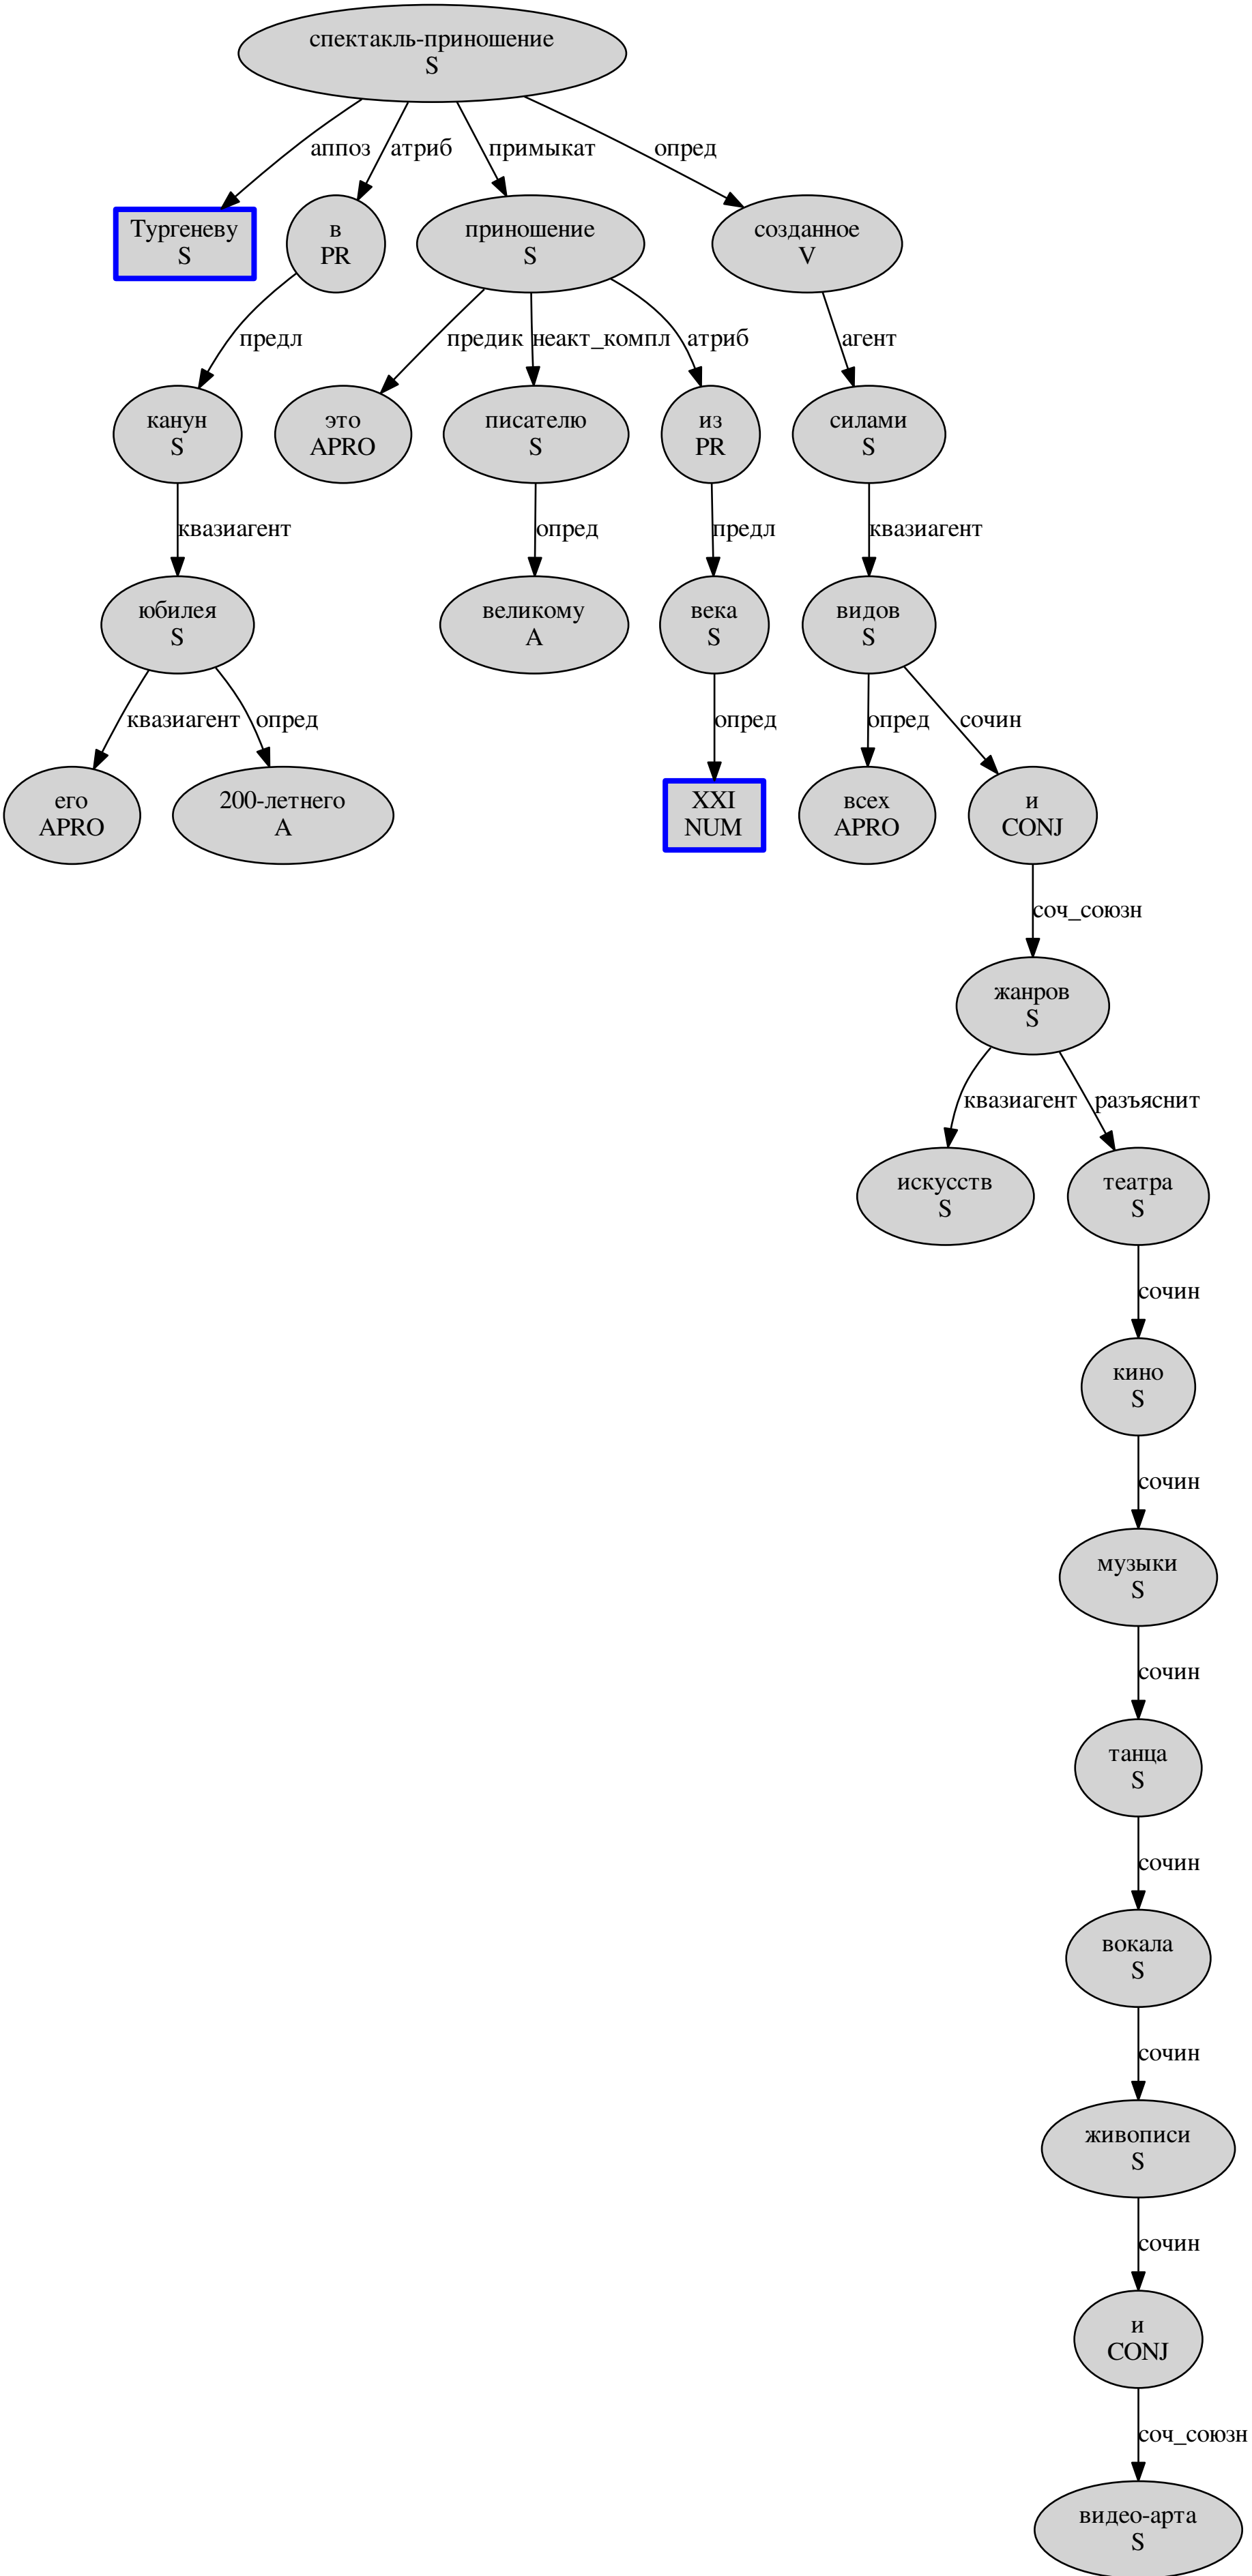 спектакль-приношение
S
аппоз
атриб
примыкат
опред
Тургеневу
S
в
PR
приношение
S
созданное
V
предл
предик
неакт_компл
атриб
агент
канун
S
это
APRO
писателю
S
из
PR
силами
S
квазиагент
опред
предл
квазиагент
юбилея
S
великому
A
века
S
видов
S
квазиагент
опред
опред
опред
сочин
его
APRO
200-летнего
A
XXI
NUM
всех
APRO
и
CONJ
соч_союзн
жанров
S
квазиагент
разъяснит
искусств
S
театра
S
сочин
кино
S
сочин
музыки
S
сочин
танца
S
сочин
вокала
S
сочин
живописи
S
сочин
и
CONJ
соч_союзн
видео-арта
S